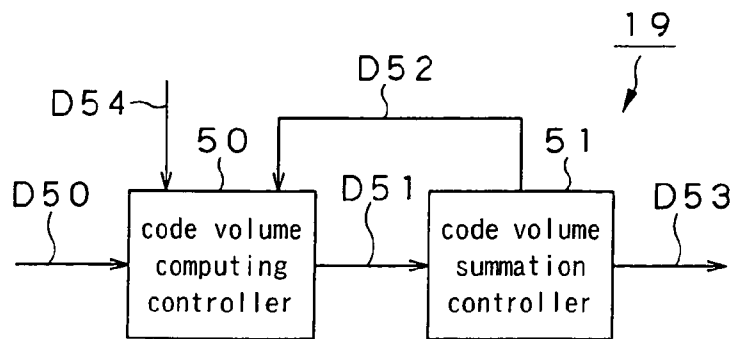 19
D52
D54
50
51
D50
D51
D53
code volume
computing
controller
code volume
summation
controller